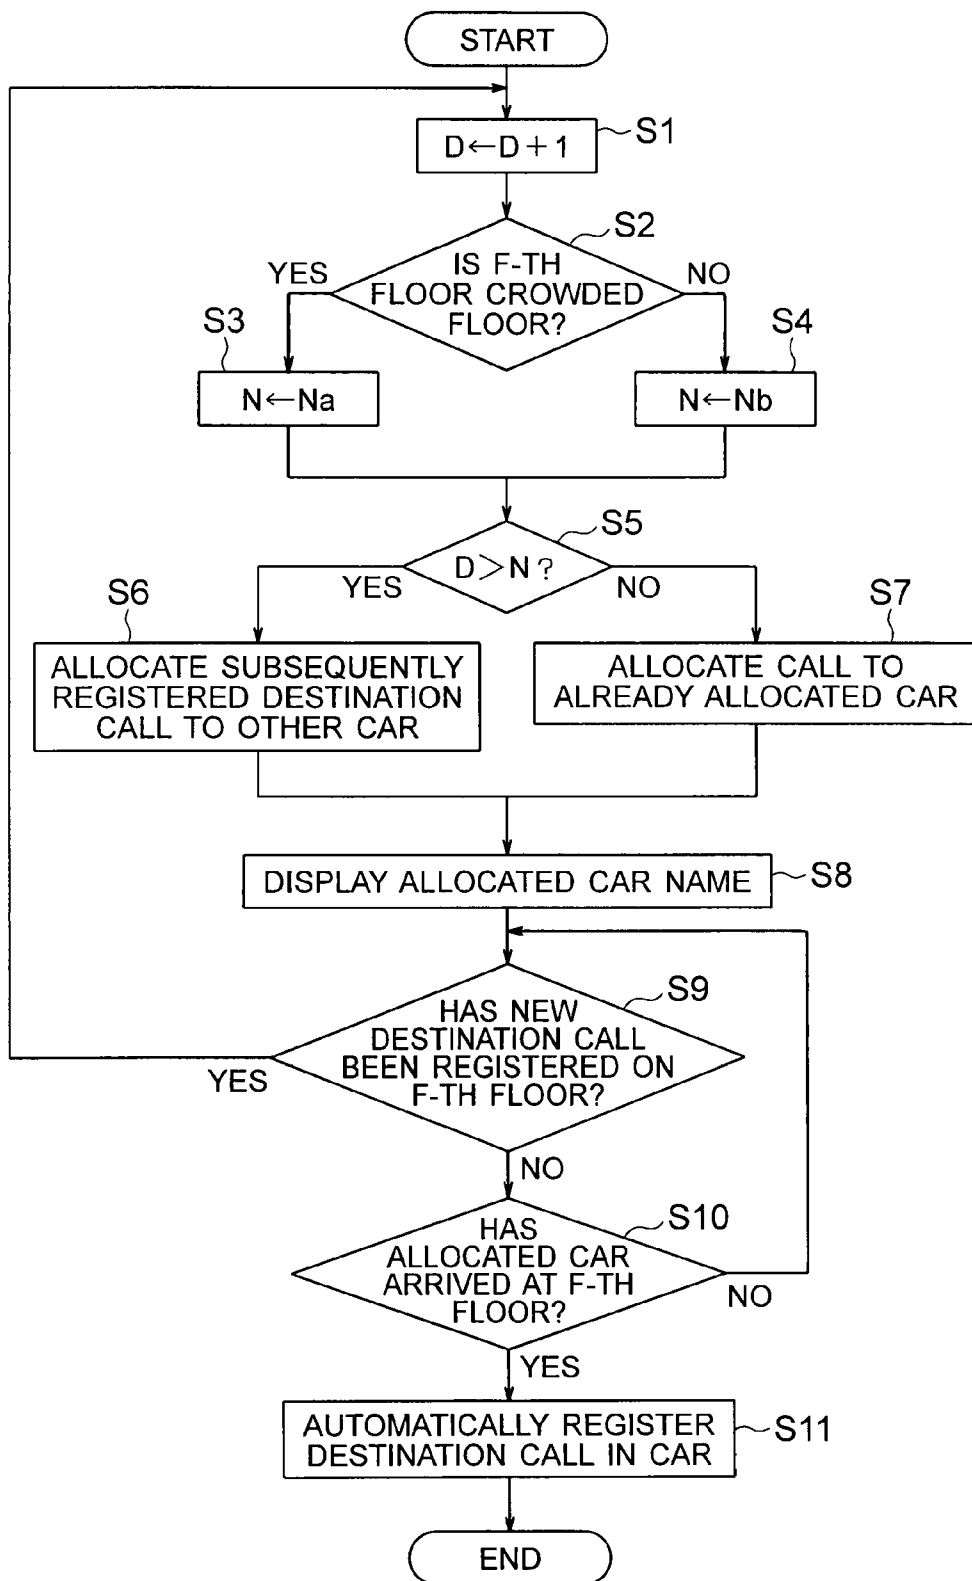 START
S1
D←D+1
S2
IS F-TH
FLOOR CROWDED
FLOOR?
YES
NO
S3
N←Na
S4
N←Nb
S5
D>N?
YES
NO
S6
ALLOCATE SUBSEQUENTLY
REGISTERED DESTINATION
CALL TO OTHER CAR
S7
ALLOCATE CALL TO
ALREADY ALLOCATED CAR
DISPLAY ALLOCATED CAR NAME
S8
S9
HAS NEW
DESTINATION CALL
BEEN REGISTERED ON
F-TH FLOOR?
YES
NO
S10
HAS
ALLOCATED CAR
ARRIVED AT F-TH
FLOOR?
NO
YES
AUTOMATICALLY REGISTER
DESTINATION CALL IN CAR
S11
END